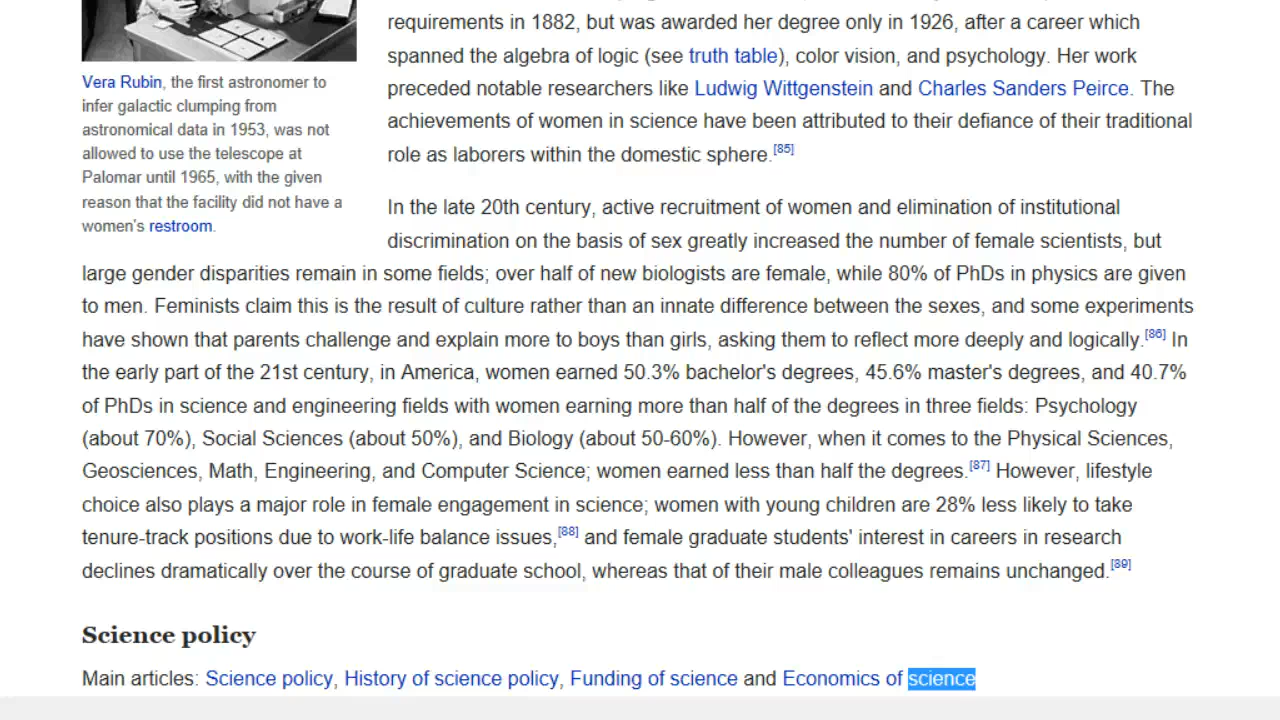 Vera Rubin, the first astronomer to
infer galactic clumping from
astronomical data in 1953, was not
allowed to use the telescope at
Palomar until 1965, with the given
reason that the facility did not have a
women's restroom.
requirements in 1882, but was awarded her degree only in 1926, after a career which
spanned the algebra of logic (see truth table), color vision, and psychology. Her work
preceded notable researchers like Ludwig Wittgenstein and Charles Sanders Peirce. The
achievements of women in science have been attributed to their defiance of their traditional
role as laborers within the domestic sphere.[85]
In the late 20th century, active recruitment of women and elimination of institutional
discrimination on the basis of sex greatly increased the number of female scientists, but
large gender disparities remain in some fields; over half of new biologists are female, while 80% of PhDs in physics are given
to men. Feminists claim this is the result of culture rather than an innate difference between the sexes, and some experiments
have shown that parents challenge and explain more to boys than girls, asking them to reflect more deeply and logically.[86] In
the early part of the 21st century, in America, women earned 50.3% bachelor's degrees, 45.6% master's degrees, and 40.7%
of PhDs in science and engineering fields with women earning more than half of the degrees in three fields: Psychology
(about 70%), Social Sciences (about 50%), and Biology (about 50-60%). However, when it comes to the Physical Sciences,
Geosciences, Math, Engineering, and Computer Science; women earned less than half the degrees.[87] However, lifestyle
choice also plays a major role in female engagement in science; women with young children are 28% less likely to take
tenure-track positions due to work-life balance issues,[88] and female graduate students' interest in careers in research
declines dramatically over the course of graduate school, whereas that of their male colleagues remains unchanged.[89]
Science policy
Main articles: Science policy, History of science policy, Funding of science and Economics of science